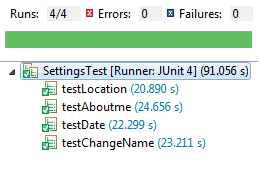 Runs: 4/4 Errors: 0 Failures: 0
SettingsTest [Runner: JUnit 4] (91.056 s)
testLocation (20.890 s)
testAboutme (24.656 s)
testDate (22.299 s)
testChangeName (23.211 s)